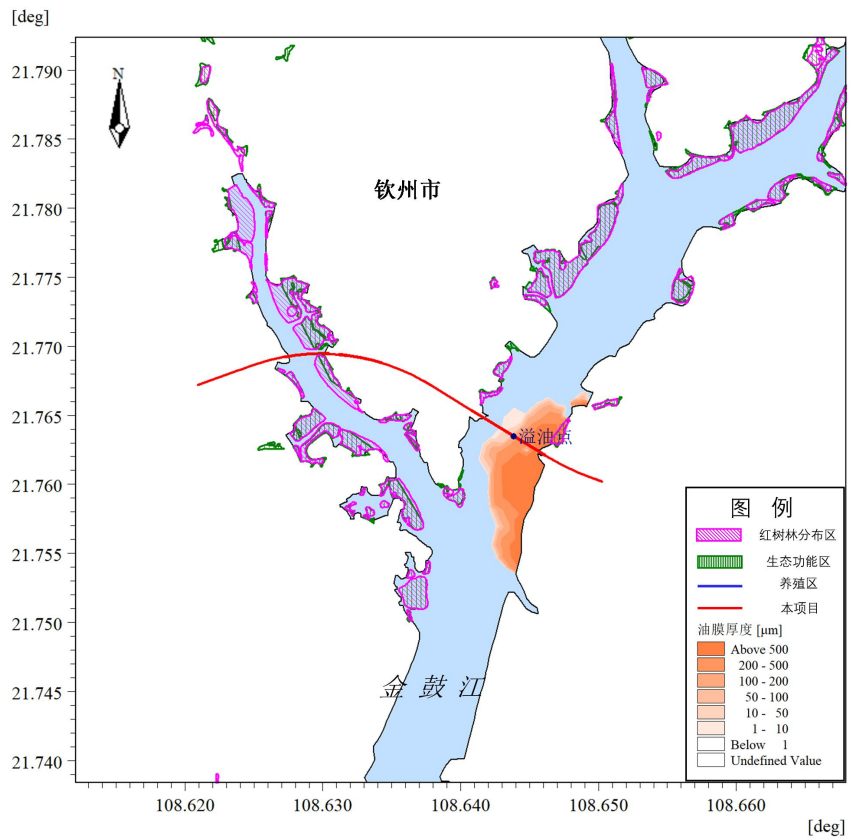 [deg]
N
21.790
21.785
21.780
21.775
21.770
21.765
21.760
21.755
21.750
21.745
21.740
钦州市
溢油点
金鼓江
图 例
红树林分布区
生态功能区
养殖区
本项目
油膜厚度 [μm]
Above 500
200 - 500
100 - 200
50 - 100
10 - 50
1 - 10
Below 1
Undefined Value
108.620 108.630 108.640 108.650 108.660
[deg]